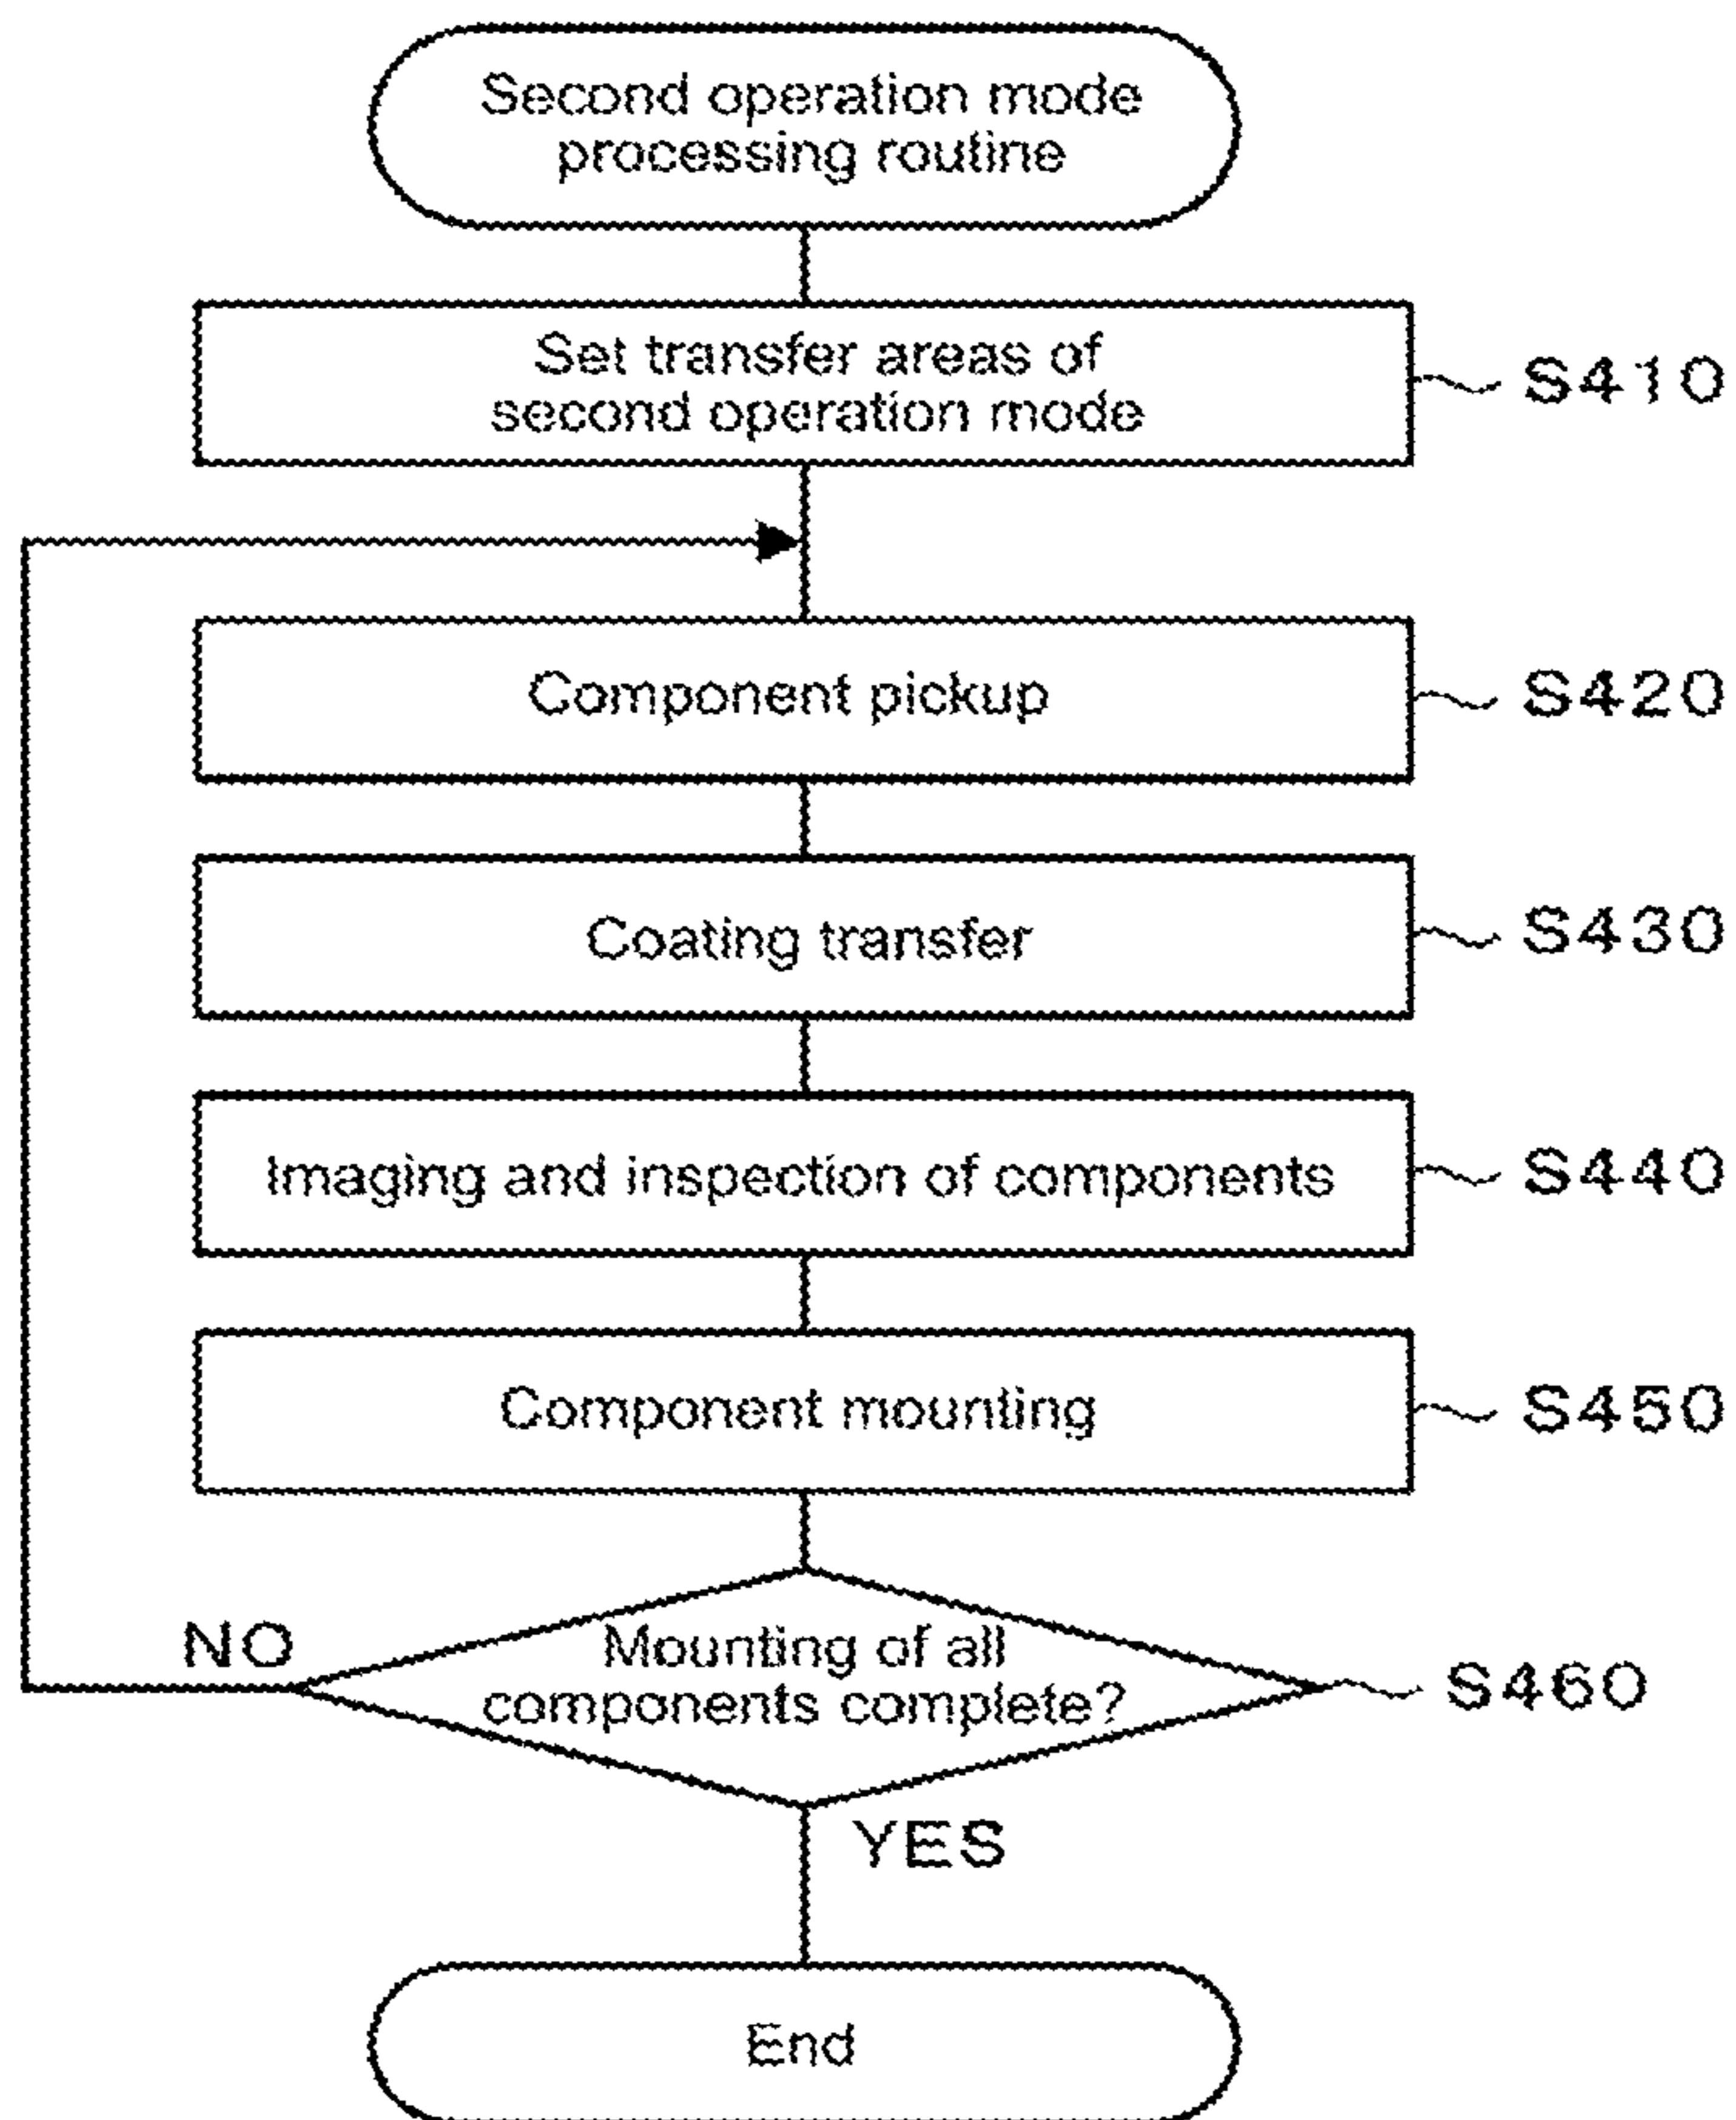 Second operation mode
processing routine
Set transfer areas of
second operation mode
S410
Component pickup
S420
Coating transfer
S430
Imaging and inspection of components
S440
Component mounting
S450
NO
Mounting of all
components complete?
S460
YES
End